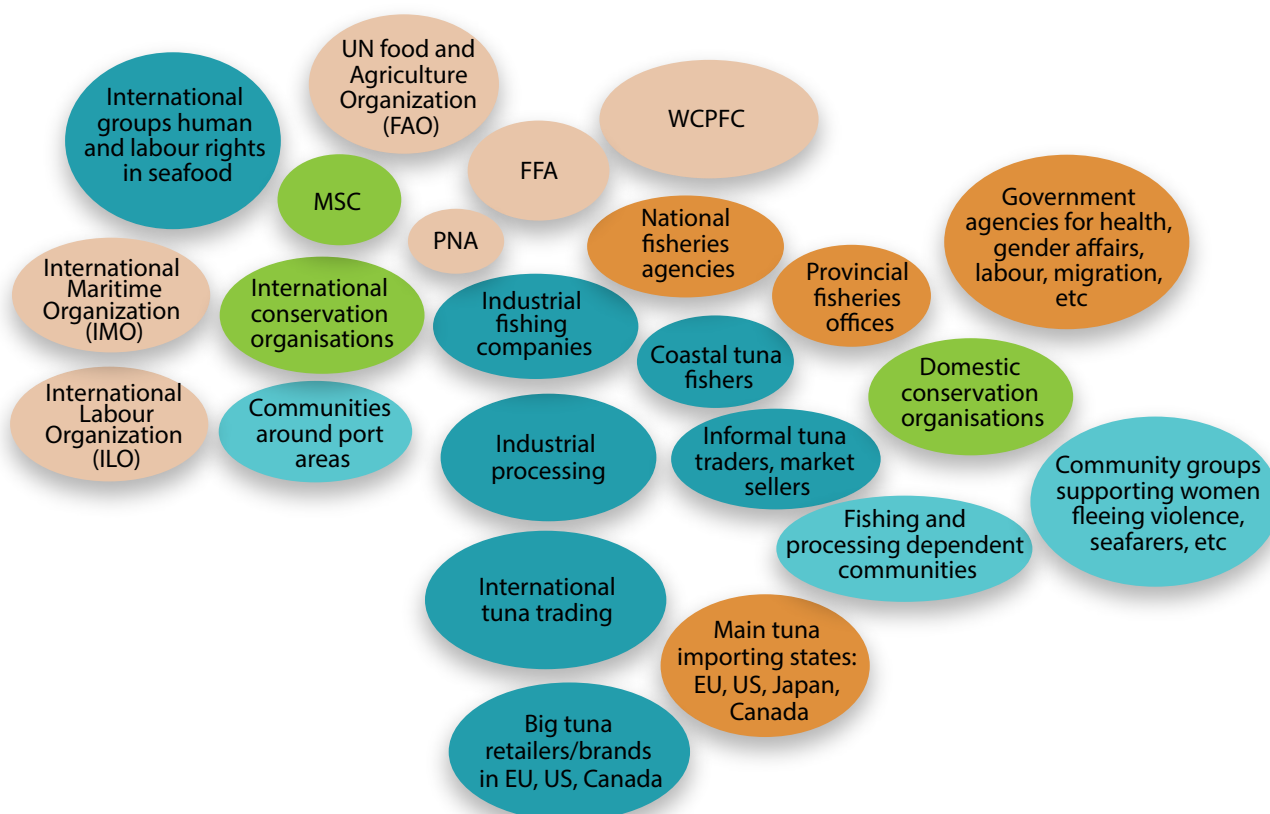 UN food and
Agriculture
Organization
(FAO)
International
groups human
and labour rights
in seafood
WCPFC
FFA
MSC
PNA
National
fisheries
agencies
Government
agencies for health,
gender affairs,
labour, migration,
etc
Provincial
fisheries
offices
International
Maritime
Organization
(IMO)
International
conservation
organisations
Industrial
fishing
companies
Coastal tuna
fishers
Domestic
conservation
organisations
International
Labour
Organization
(ILO)
Communities
around port
areas
Industrial
processing
Informal tuna
traders, market
sellers
Community groups
supporting women
fleeing violence,
seafarers, etc
Fishing and
processing dependent
communities
International
tuna trading
Main tuna
importing states:
EU, US, Japan,
Canada
Big tuna
retailers/brands
in EU, US, Canada